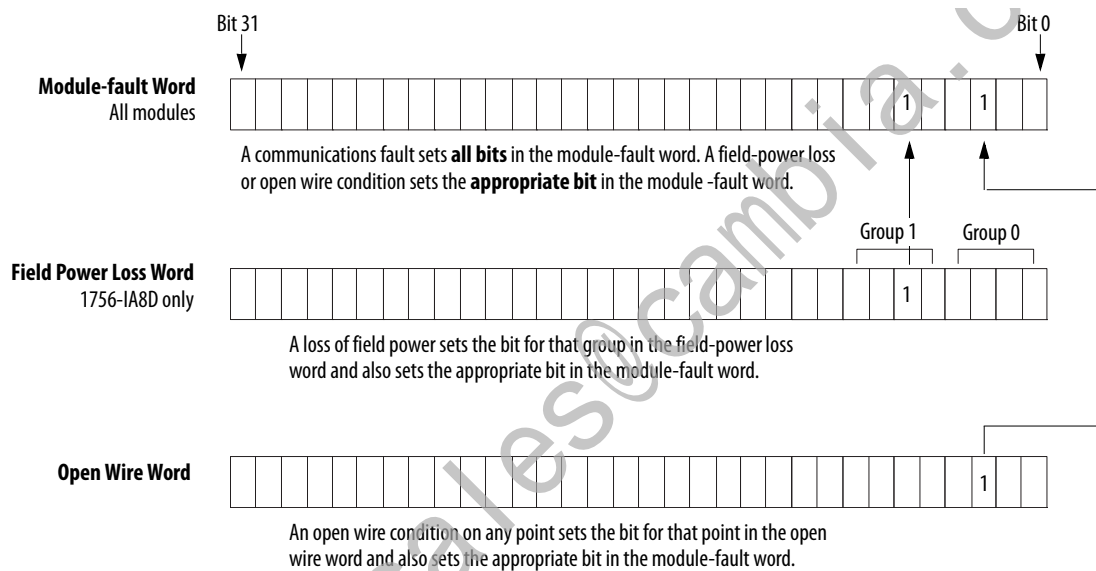 Bit 31
Bit 0
Module-fault Word
All modules
1 1
A communications fault sets all bits in the module-fault word. A field-power loss
or open wire condition sets the appropriate bit in the module -fault word.
Group 1 Group 0
Field Power Loss Word
1756-IA8D only
1
A loss of field power sets the bit for that group in the field-power loss
word and also sets the appropriate bit in the module-fault word.
Open Wire Word
1
An open wire condition on any point sets the bit for that point in the open
wire word and also sets the appropriate bit in the module-fault word.
ales@cambia.c